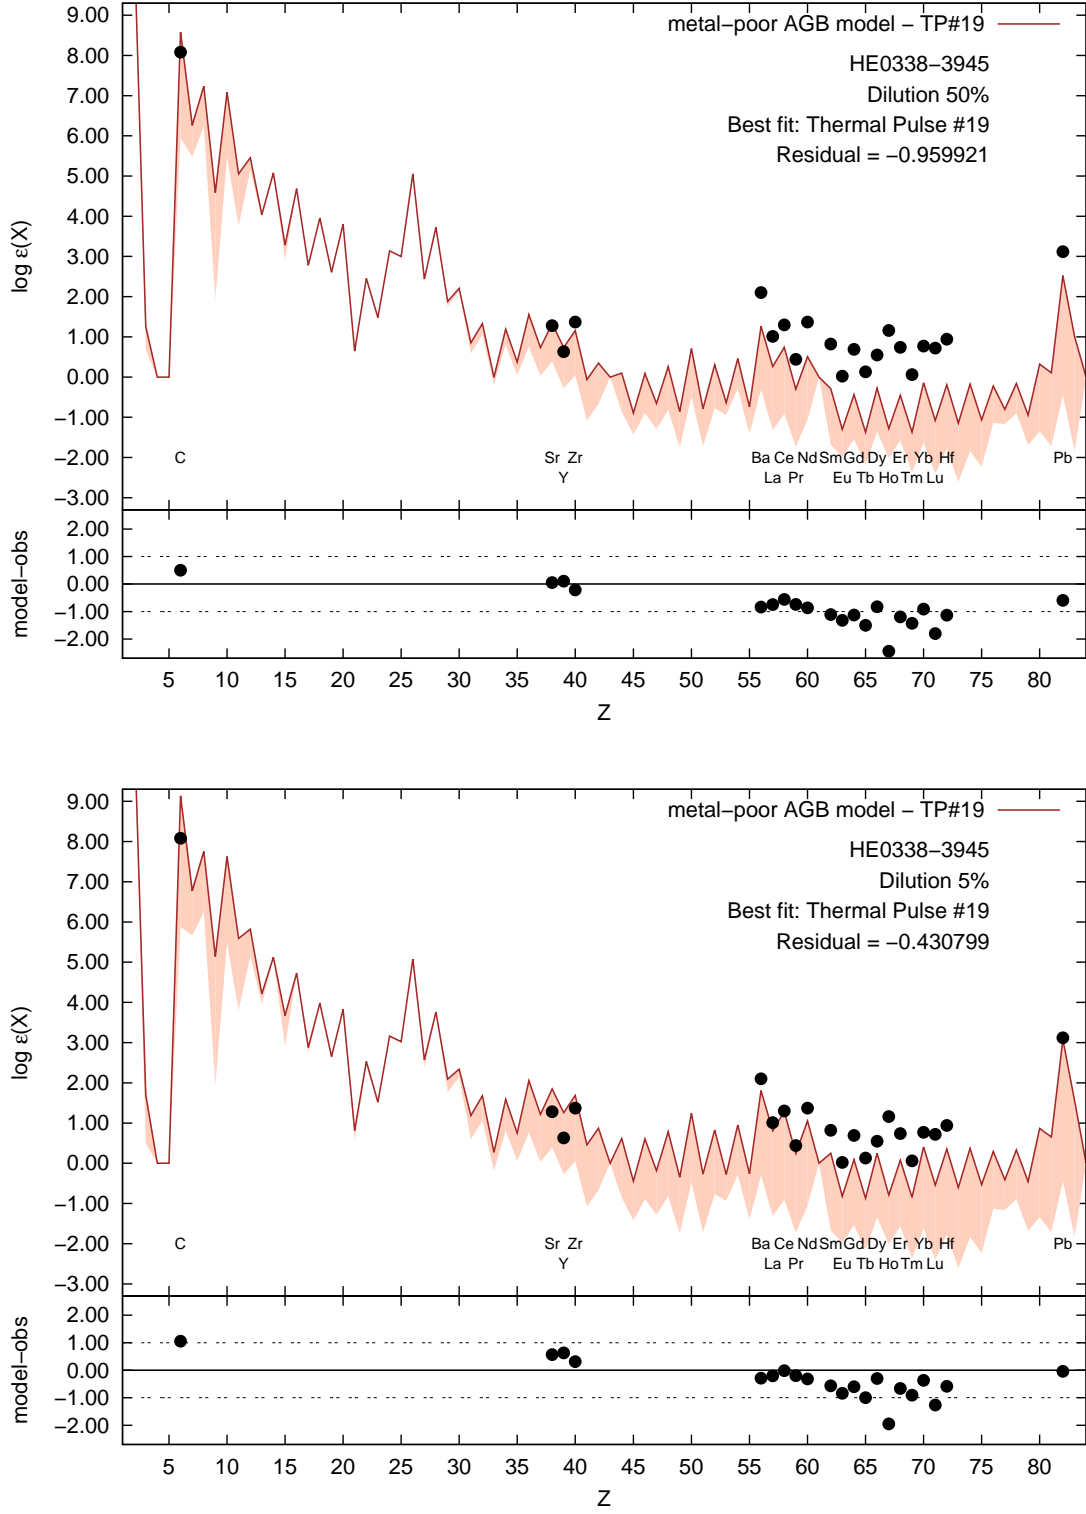 metal−poor AGB model − TP#19
HE0338−3945
Dilution 50%
Best fit: Thermal Pulse #19
Residual = −0.959921
9.00
8.00
7.00
6.00
5.00
4.00
3.00
2.00
1.00
0.00
−1.00
−2.00
−3.00
log ε(X)
C Sr Zr Ba Ce Nd Sm Gd Dy Er Yb Hf Pb
Y La Pr Eu Tb Ho Tm Lu
2.00
1.00
0.00
−1.00
−2.00
model−obs
5 10 15 20 25 30 35 40 45 50 55 60 65 70 75 80
Z
metal−poor AGB model − TP#19
HE0338−3945
Dilution 5%
Best fit: Thermal Pulse #19
Residual = −0.430799
9.00
8.00
7.00
6.00
5.00
4.00
3.00
2.00
1.00
0.00
−1.00
−2.00
−3.00
log ε(X)
C Sr Zr Ba Ce Nd Sm Gd Dy Er Yb Hf Pb
Y La Pr Eu Tb Ho Tm Lu
2.00
1.00
0.00
−1.00
−2.00
model−obs
5 10 15 20 25 30 35 40 45 50 55 60 65 70 75 80
Z